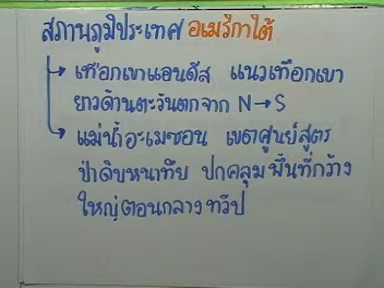 สภาพภูมิประเทศ อเมริกาใต้
เทือกเขาแอนดีส แนวเทือกเขา
ยาวด้านตะวันตกจาก N→S
แม่น้ำอะเมซอน เขตศูนย์สูตร
ป่าดิบหนาทึบ ปกคลุมพื้นที่กว้าง
ใหญ่ตอนกลางทวีป